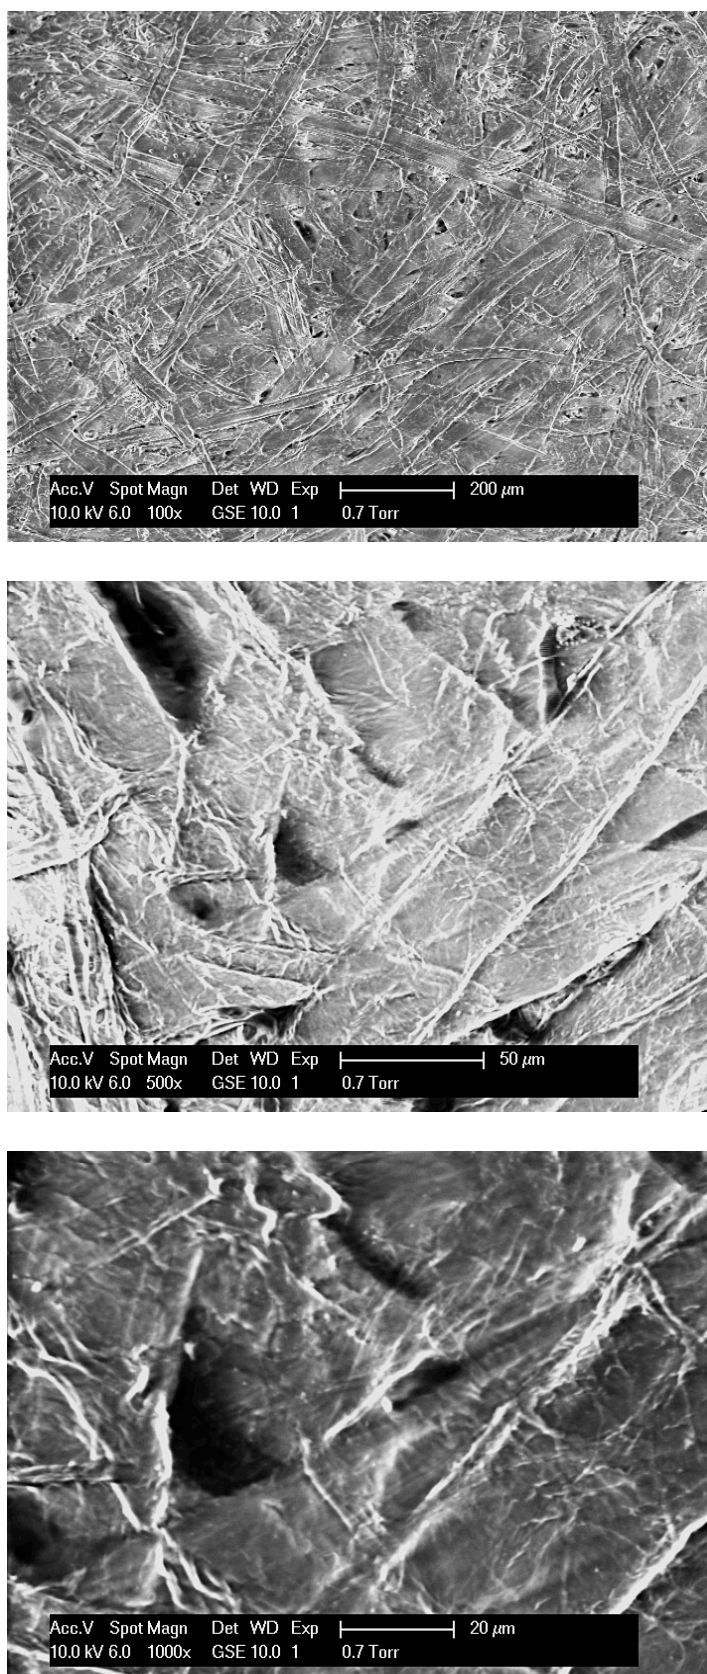 Acc.V Spot Magn Det WD Exp 200 µm
10.0 kV 6.0 100x GSE 10.0 1 0.7 Torr
Acc.V Spot Magn Det WD Exp 50 µm
10.0 kV 6.0 500x GSE 10.0 1 0.7 Torr
Acc.V Spot Magn Det WD Exp 20 µm
10.0 kV 6.0 1000x GSE 10.0 1 0.7 Torr